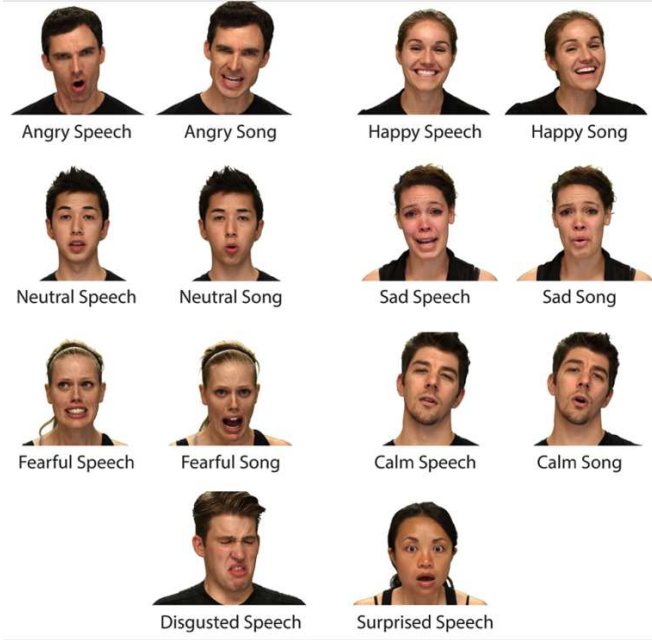 Angry Speech
Angry Song
Happy Speech
Happy Song
Neutral Speech
Neutral Song
Sad Speech
Sad Song
Fearful Speech
Fearful Song
Calm Speech
Calm Song
Disgusted Speech
Surprised Speech